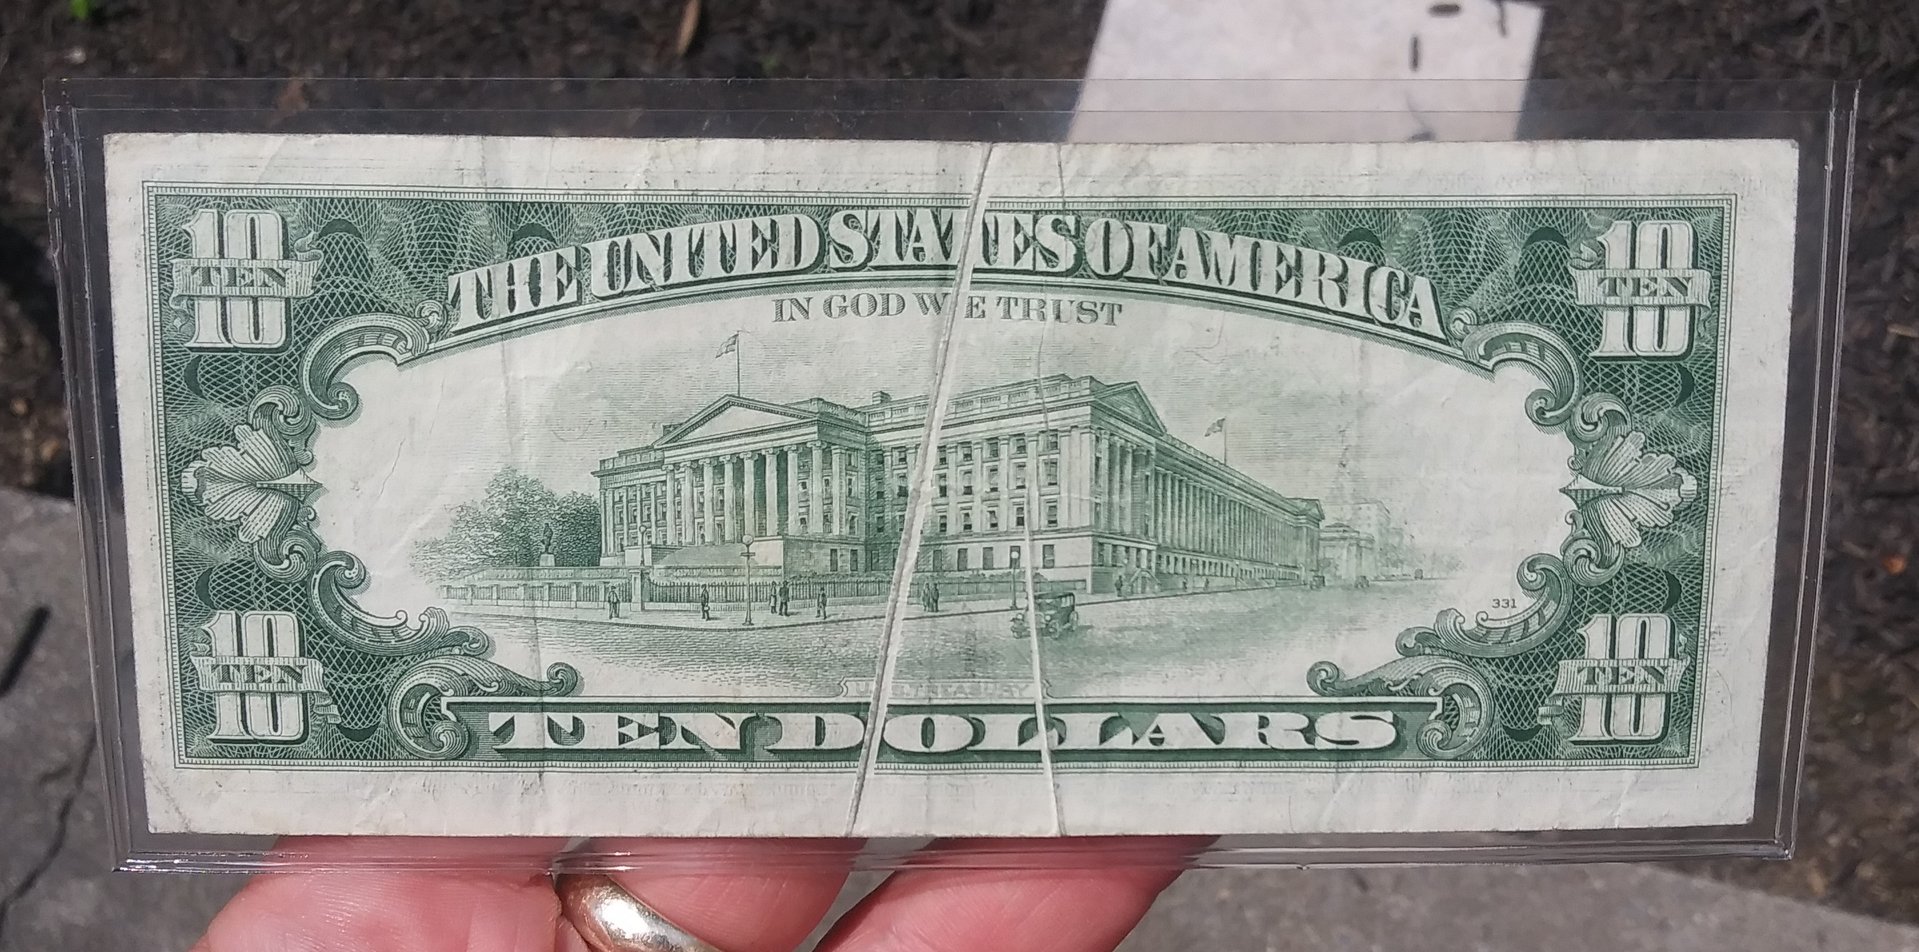 10 TEN 10
THE UNITED STATES OF AMERICA
10 TEN 10
IN GOD WE TRUST
331
10 TEN 10
U.S. TREASURY
10 TEN 10
TEN DOLLARS